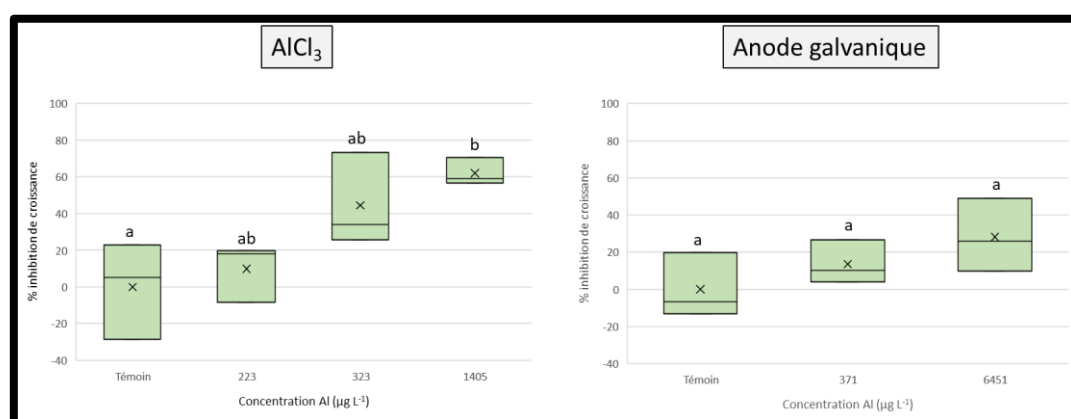 AlCl₃
% inhibition de croissance
100
80
60
40
20
0
-20
-40
a
ab
ab
b
Témoin 223 323 1405
Concentration Al (µg L⁻¹)
Anode galvanique
% inhibition de croissance
100
80
60
40
20
0
-20
-40
a
a
a
Témoin 371 6451
Concentration Al (µg L⁻¹)